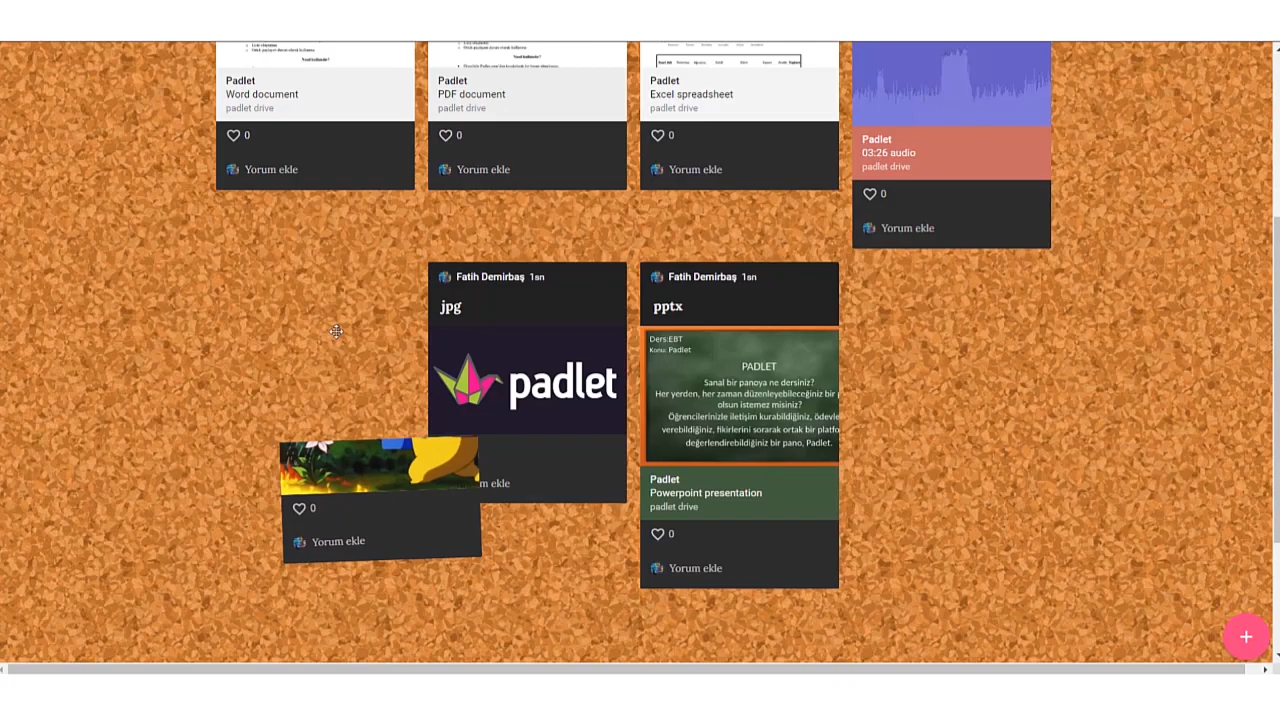 Padlet
Word document
padlet drive
0
Yorum ekle
Padlet
PDF document
padlet drive
0
Yorum ekle
Padlet
Excel spreadsheet
padlet drive
0
Yorum ekle
Padlet
03:26 audio
padlet drive
0
Yorum ekle
Fatih Demirbaş 1sn
jpg
padlet
m ekle
0
Yorum ekle
Fatih Demirbaş 1sn
pptx
Ders:EBT
Konu: Padlet
PADLET
Sanal bir panoya ne dersiniz?
Her yerden, her zaman düzenleyebileceğiniz bir
olsun istemez misiniz?
Öğrencilerinizle iletişim kurabildiğiniz, ödevle
verebildiğiniz, fikirlerini sorarak ortak bir platfo
değerlendirebildiğiniz bir pano, Padlet.
Padlet
Powerpoint presentation
padlet drive
0
Yorum ekle